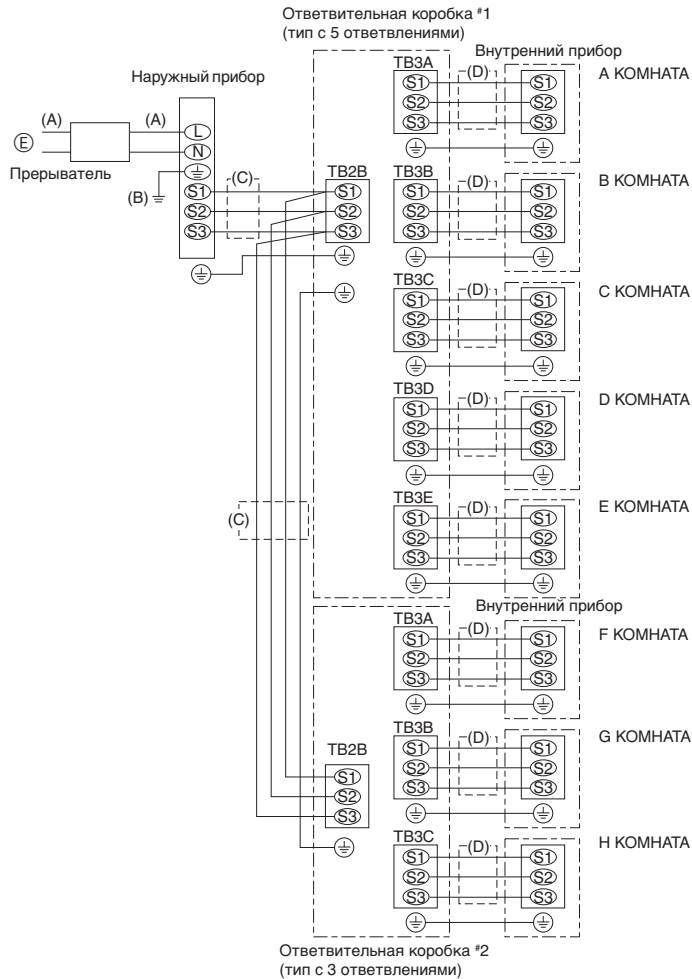 Ответвительная коробка #1
(тип с 5 ответвлениями)
Внутренний прибор
Наружный прибор
TB3A
(D)
A КОМНАТА
S1
S1
S2
S2
S3
S3
(A)
(A)
L
E
N
Прерыватель
(B)
S1
S2
S3
(C)
TB2B
S1
S2
S3
TB3B
(D)
B КОМНАТА
S1
S1
S2
S2
S3
S3
TB3C
(D)
C КОМНАТА
S1
S1
S2
S2
S3
S3
TB3D
(D)
D КОМНАТА
S1
S1
S2
S2
S3
S3
(C)
TB3E
(D)
E КОМНАТА
S1
S1
S2
S2
S3
S3
Внутренний прибор
TB3A
(D)
F КОМНАТА
S1
S1
S2
S2
S3
S3
TB3B
(D)
G КОМНАТА
S1
S1
S2
S2
S3
S3
TB2B
S1
S2
S3
TB3C
(D)
H КОМНАТА
S1
S1
S2
S2
S3
S3
Ответвительная коробка #2
(тип с 3 ответвлениями)